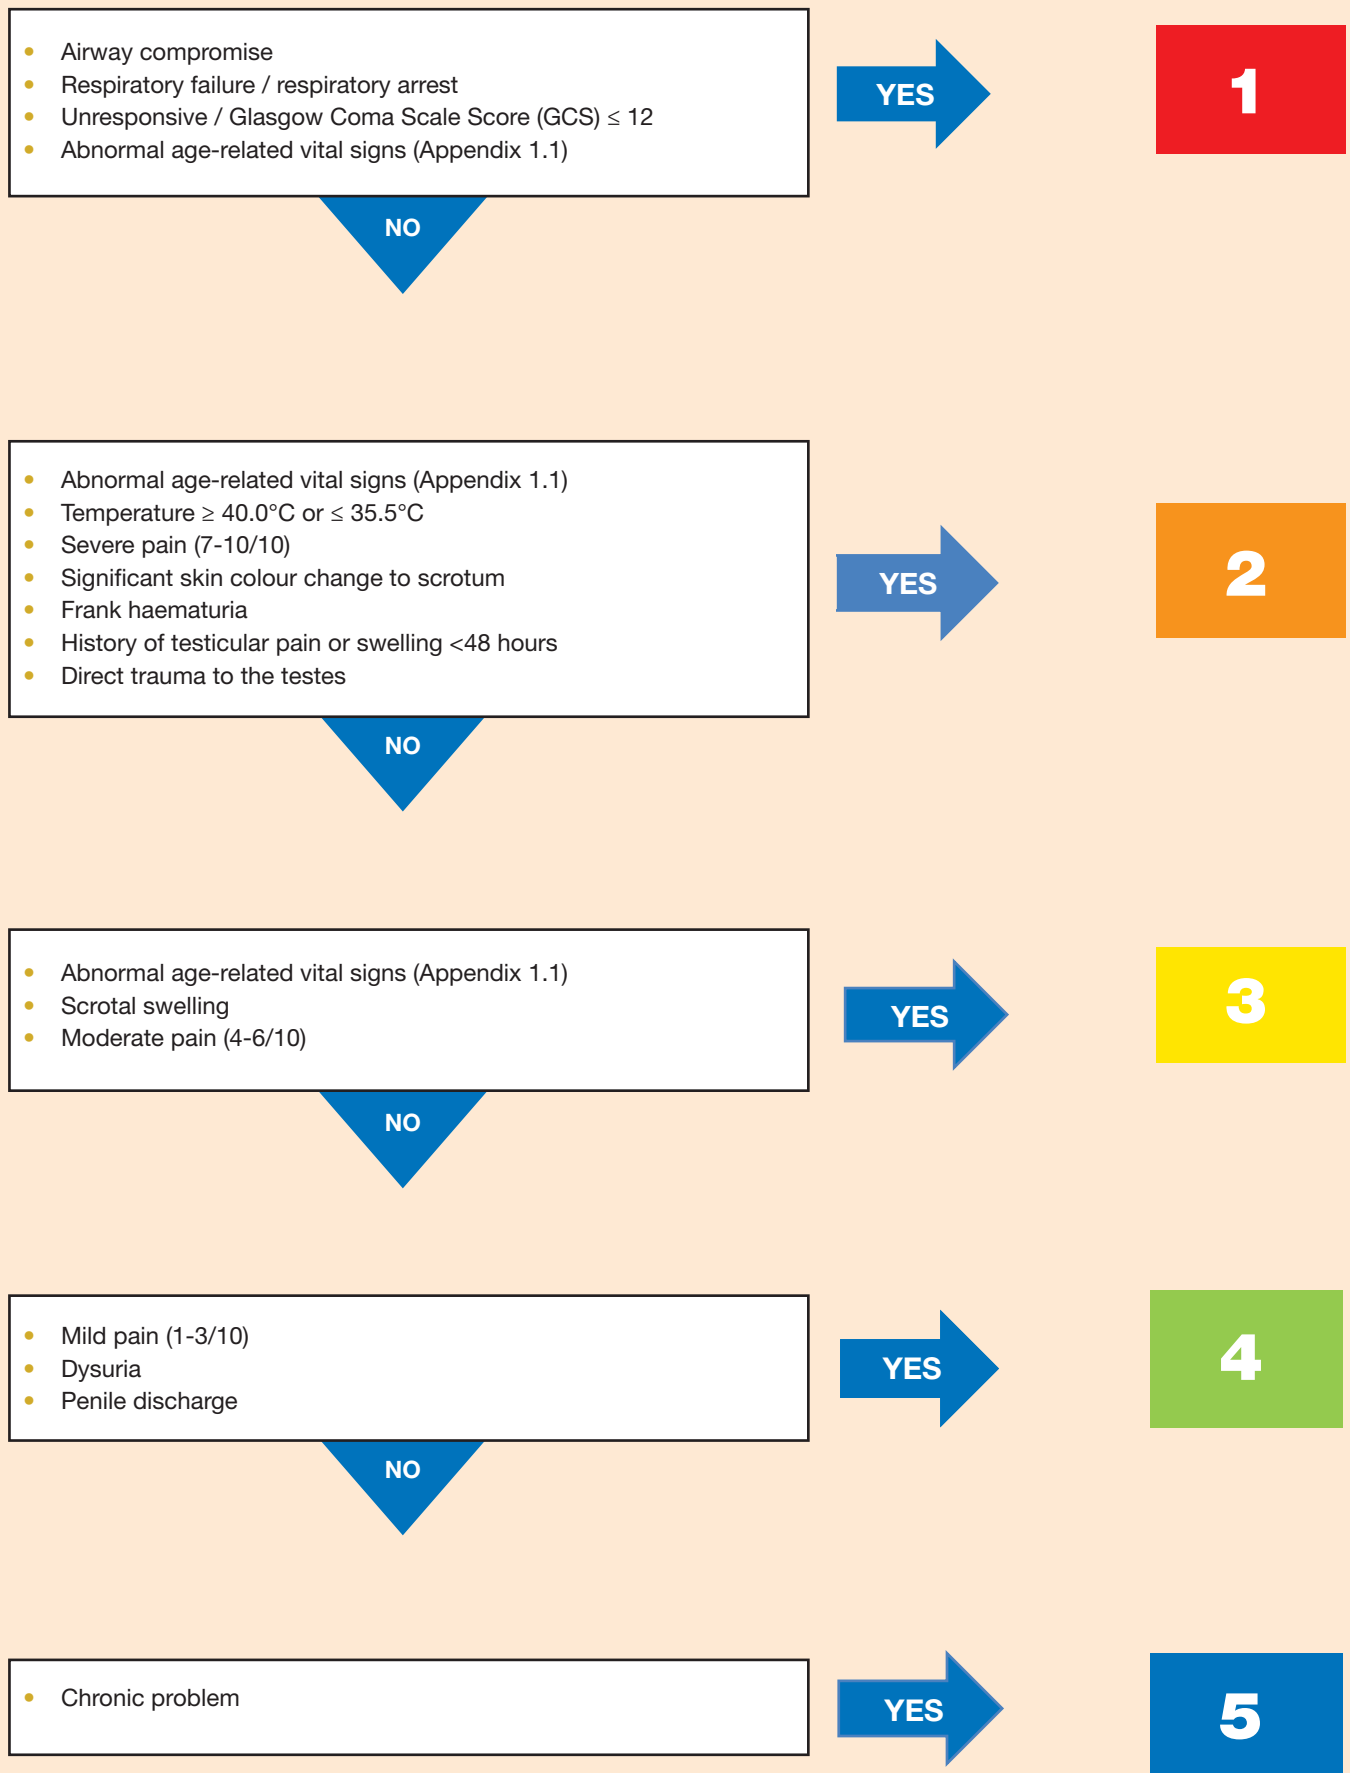 • Airway compromise
• Respiratory failure / respiratory arrest
• Unresponsive / Glasgow Coma Scale Score (GCS) ≤ 12
• Abnormal age-related vital signs (Appendix 1.1)
YES
1
NO
• Abnormal age-related vital signs (Appendix 1.1)
• Temperature ≥ 40.0°C or ≤ 35.5°C
• Severe pain (7-10/10)
• Significant skin colour change to scrotum
• Frank haematuria
• History of testicular pain or swelling <48 hours
• Direct trauma to the testes
YES
2
NO
• Abnormal age-related vital signs (Appendix 1.1)
• Scrotal swelling
• Moderate pain (4-6/10)
YES
3
NO
• Mild pain (1-3/10)
• Dysuria
• Penile discharge
YES
4
NO
• Chronic problem
YES
5